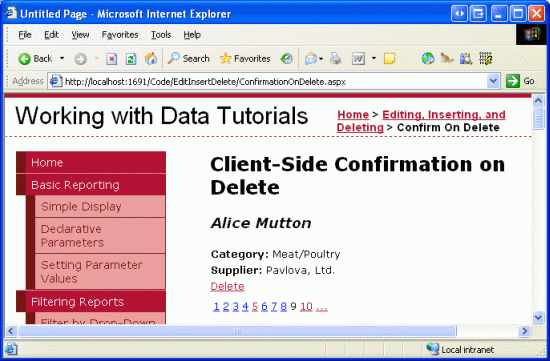 Untitled Page - Microsoft Internet Explorer
File Edit View Favorites Tools Help
Back Search Favorites
Address http://localhost:1691/Code/EditInsertDelete/ConfirmationOnDelete.aspx Go
Working with Data Tutorials
Home > Editing, Inserting, and
Deleting > Confirm On Delete
Home
Basic Reporting
Simple Display
Declarative
Parameters
Setting Parameter
Values
Filtering Reports
Filter by Drop-Down
Client-Side Confirmation on
Delete
Alice Mutton
Category: Meat/Poultry
Supplier: Pavlova, Ltd.
Delete
1 2 3 4 5 6 7 8 9 10 ...
Local intranet